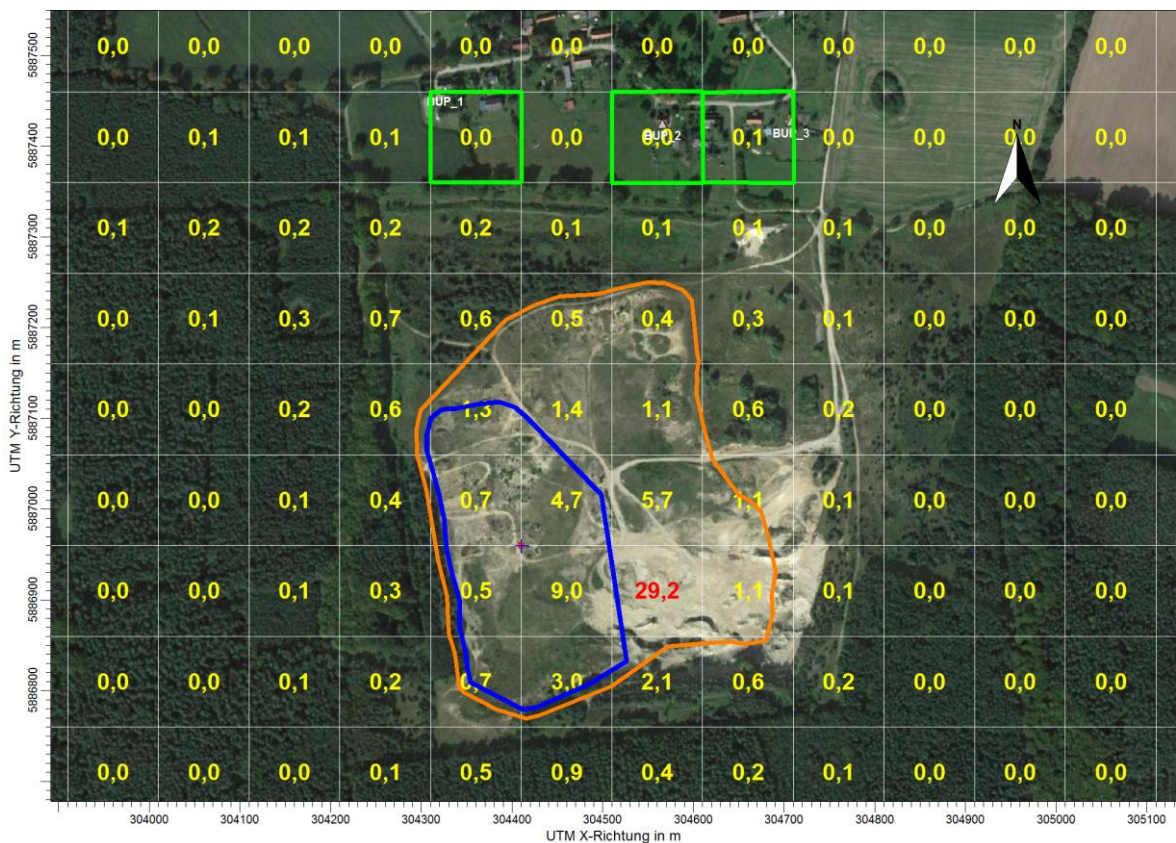 0,0 0,0 0,0 0,0 0,0 0,0 0,0 0,0 0,0 0,0 0,0 0,0
5887500
BUP_1
BUP_2
BUP_3
N
0,0 0,1 0,1 0,1 0,0 0,0 0,0 0,1 0,0 0,0 0,0 0,0
5887400
0,1 0,2 0,2 0,2 0,2 0,1 0,1 0,1 0,1 0,0 0,0 0,0
5887300
0,0 0,1 0,3 0,7 0,6 0,5 0,4 0,3 0,1 0,0 0,0 0,0
5887200
0,0 0,0 0,2 0,6 1,3 1,4 1,1 0,6 0,2 0,0 0,0 0,0
5887100
0,0 0,0 0,1 0,4 0,7 4,7 5,7 1,1 0,1 0,0 0,0 0,0
5887000
0,0 0,0 0,1 0,3 0,5 9,0 29,2 1,1 0,1 0,0 0,0 0,0
5886900
0,0 0,0 0,1 0,2 0,7 3,0 2,1 0,6 0,2 0,0 0,0 0,0
5886800
0,0 0,0 0,0 0,1 0,5 0,9 0,4 0,2 0,1 0,0 0,0 0,0
UTM Y-Richtung in m
304000 304100 304200 304300 304400 304500 304600 304700 304800 304900 305000 305100
UTM X-Richtung in m